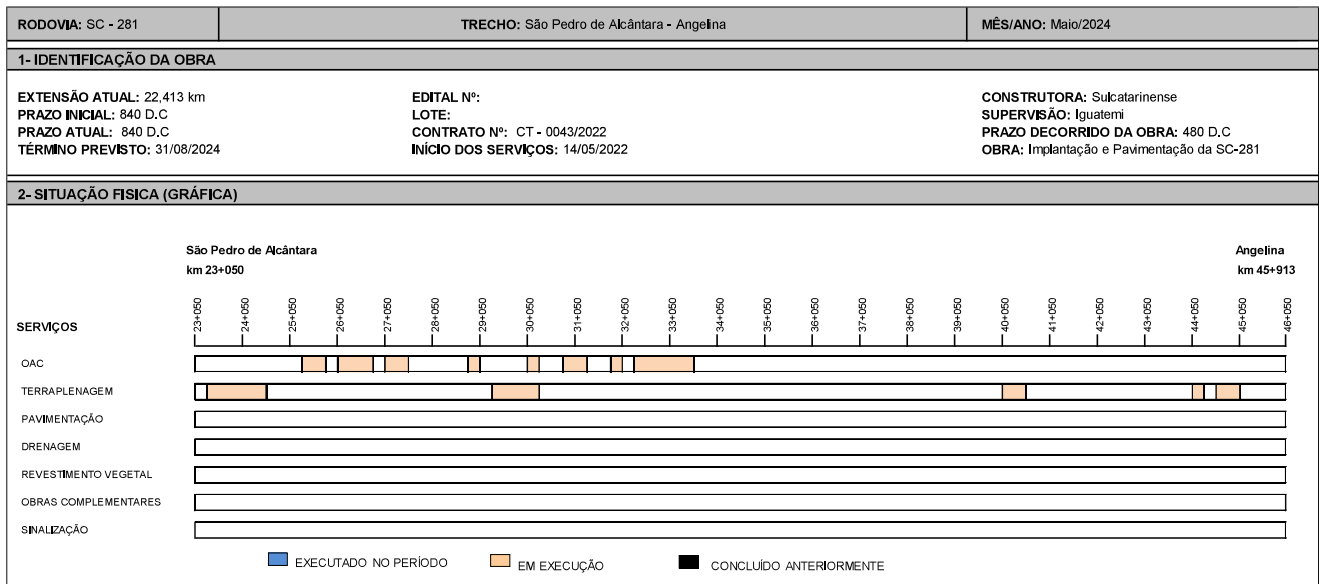 RODOVIA: SC - 281 TRECHO: São Pedro de Alcântara - Angelina MÊS/ANO: Maio/2024
1- IDENTIFICAÇÃO DA OBRA
EXTENSÃO ATUAL: 22,413 km EDITAL Nº: CONSTRUTORA: Sulcatarinense
PRAZO INICIAL: 840 D.C LOTE: SUPERVISÃO: Iguatemi
PRAZO ATUAL: 840 D.C CONTRATO Nº: CT - 0043/2022 PRAZO DECORRIDO DA OBRA: 480 D.C
TÉRMINO PREVISTO: 31/08/2024 INÍCIO DOS SERVIÇOS: 14/05/2022 OBRA: Implantação e Pavimentação da SC-281
2- SITUAÇÃO FISICA (GRÁFICA)
São Pedro de Alcântara Angelina
km 23+050 km 45+913
SERVIÇOS 23+050 24+050 25+050 26+050 27+050 28+050 29+050 30+050 31+050 32+050 33+050 34+050 35+050 36+050 37+050 38+050 39+050 40+050 41+050 42+050 43+050 44+050 45+050 46+050
OAC
TERRAPLENAGEM
PAVIMENTAÇÃO
DRENAGEM
REVESTIMENTO VEGETAL
OBRAS COMPLEMENTARES
SINALIZAÇÃO
EXECUTADO NO PERÍODO EM EXECUÇÃO CONCLUÍDO ANTERIORMENTE